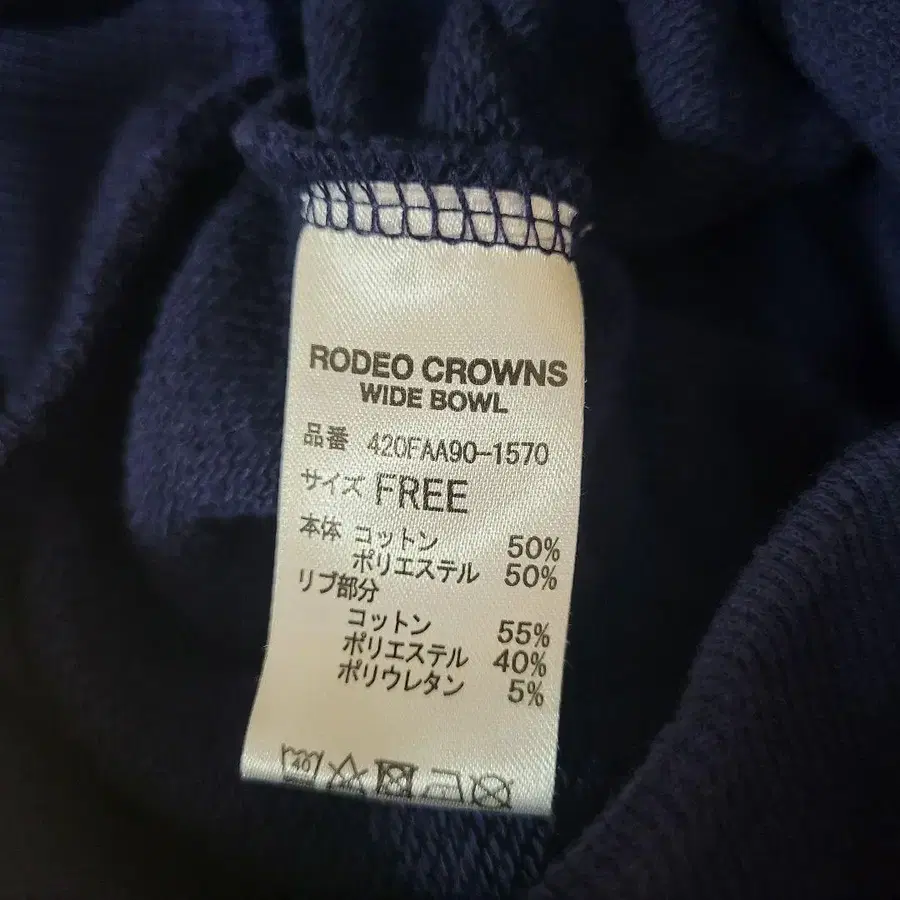 RODEO CROWNS
WIDE BOWL
品番 420FAA90-1570
サイズ FREE
本体 コットン 50%
ポリエステル 50%
リブ部分
コットン 55%
ポリエステル 40%
ポリウレタン 5%
40